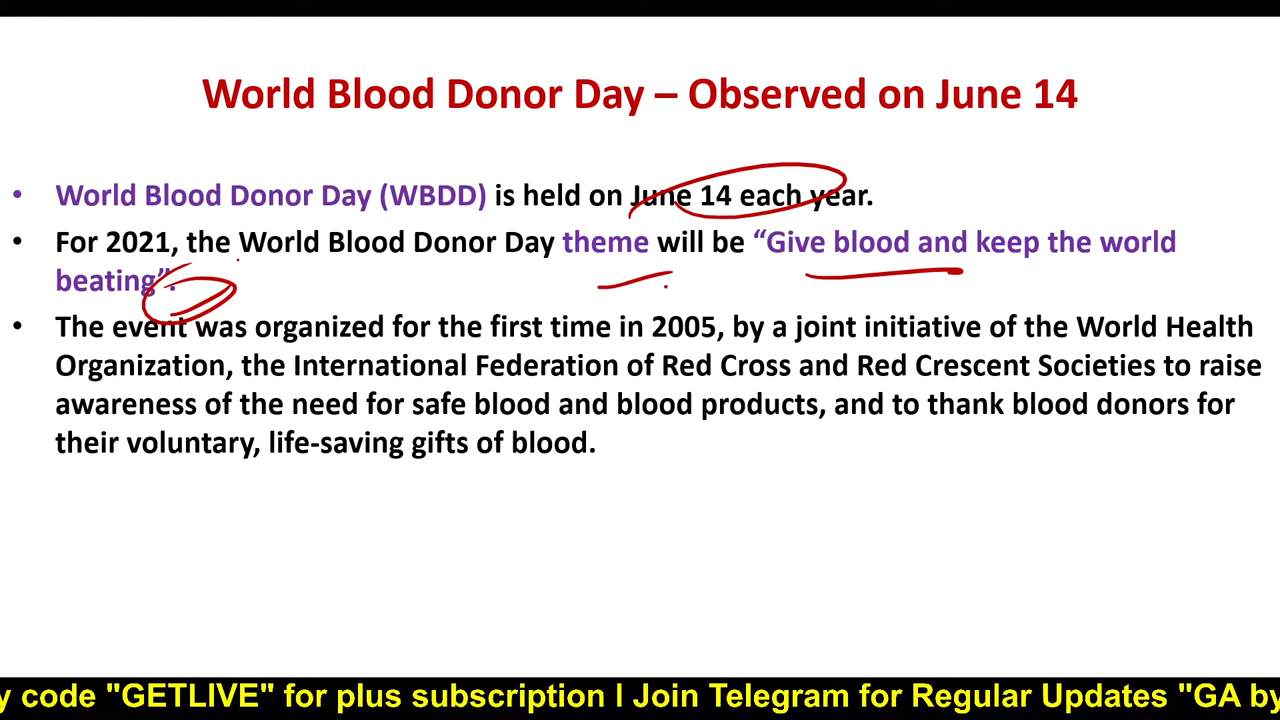 World Blood Donor Day – Observed on June 14
• World Blood Donor Day (WBDD) is held on June 14 each year.
• For 2021, the World Blood Donor Day theme will be “Give blood and keep the world
beating”.
• The event was organized for the first time in 2005, by a joint initiative of the World Health
Organization, the International Federation of Red Cross and Red Crescent Societies to raise
awareness of the need for safe blood and blood products, and to thank blood donors for
their voluntary, life-saving gifts of blood.
y code "GETLIVE" for plus subscription I Join Telegram for Regular Updates "GA by